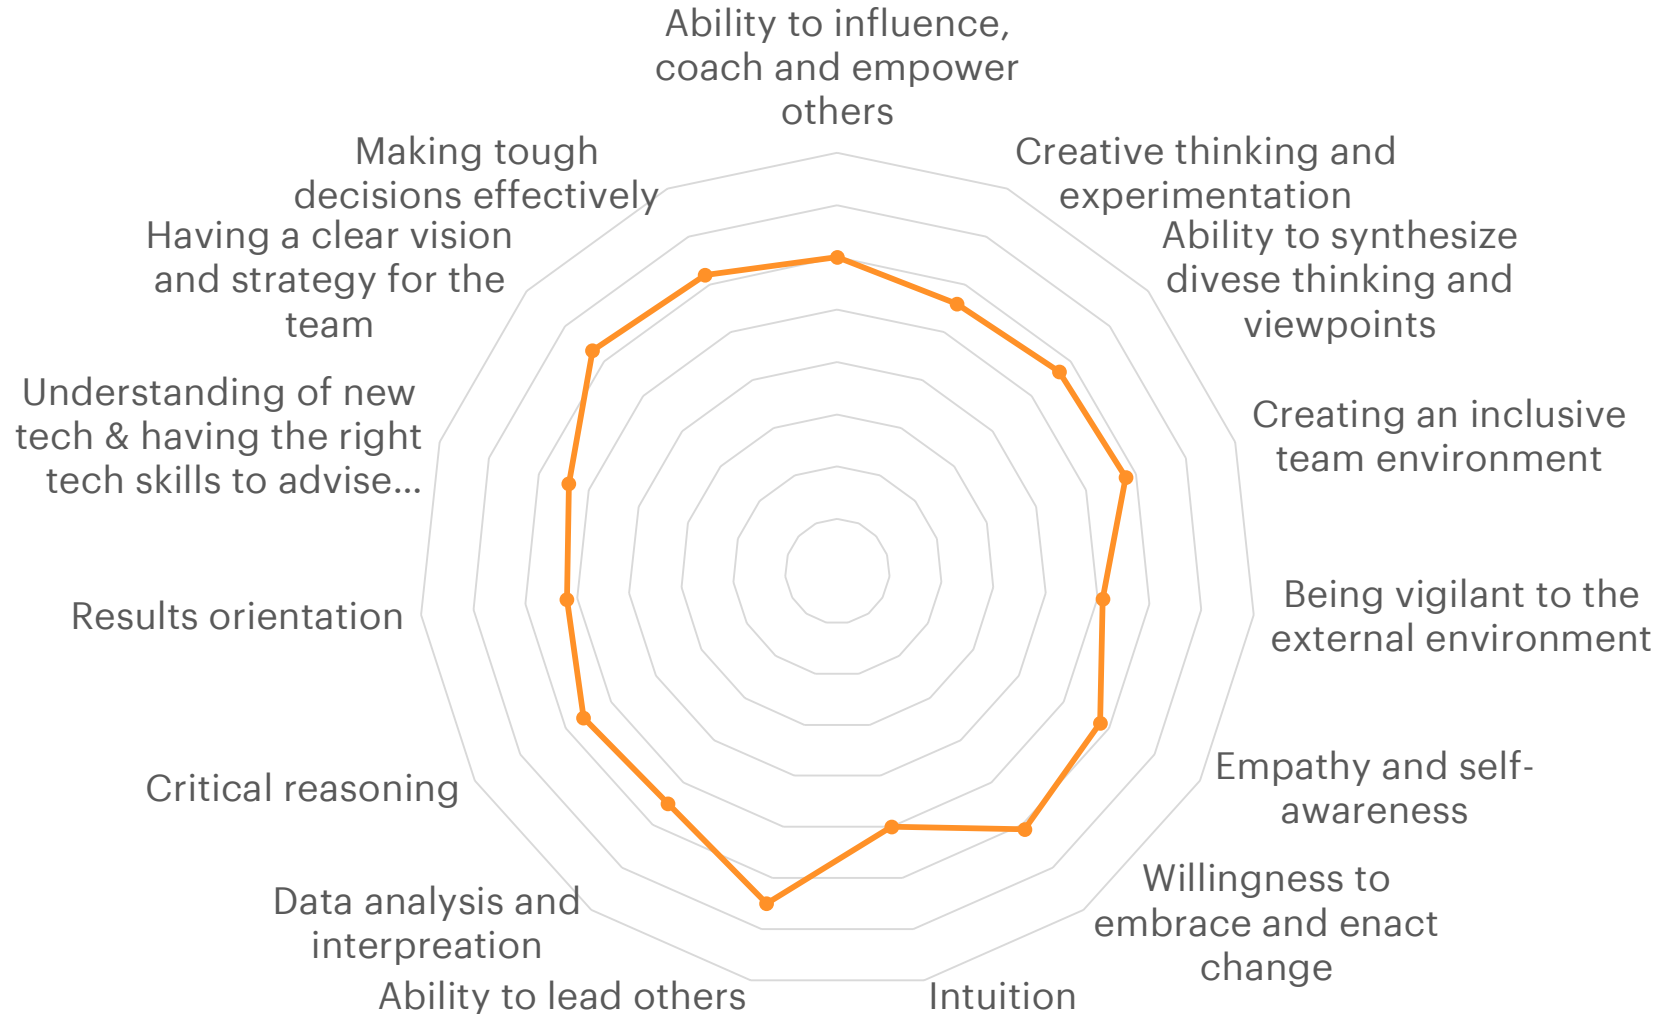 Ability to influence,
coach and empower
others
Creative thinking and
experimentation
Ability to synthesize
divese thinking and
viewpoints
Creating an inclusive
team environment
Being vigilant to the
external environment
Empathy and self-
awareness
Willingness to
embrace and enact
change
Intuition
Ability to lead others
Data analysis and
interpreation
Critical reasoning
Results orientation
Understanding of new
tech & having the right
tech skills to advise...
Having a clear vision
and strategy for the
team
Making tough
decisions effectively